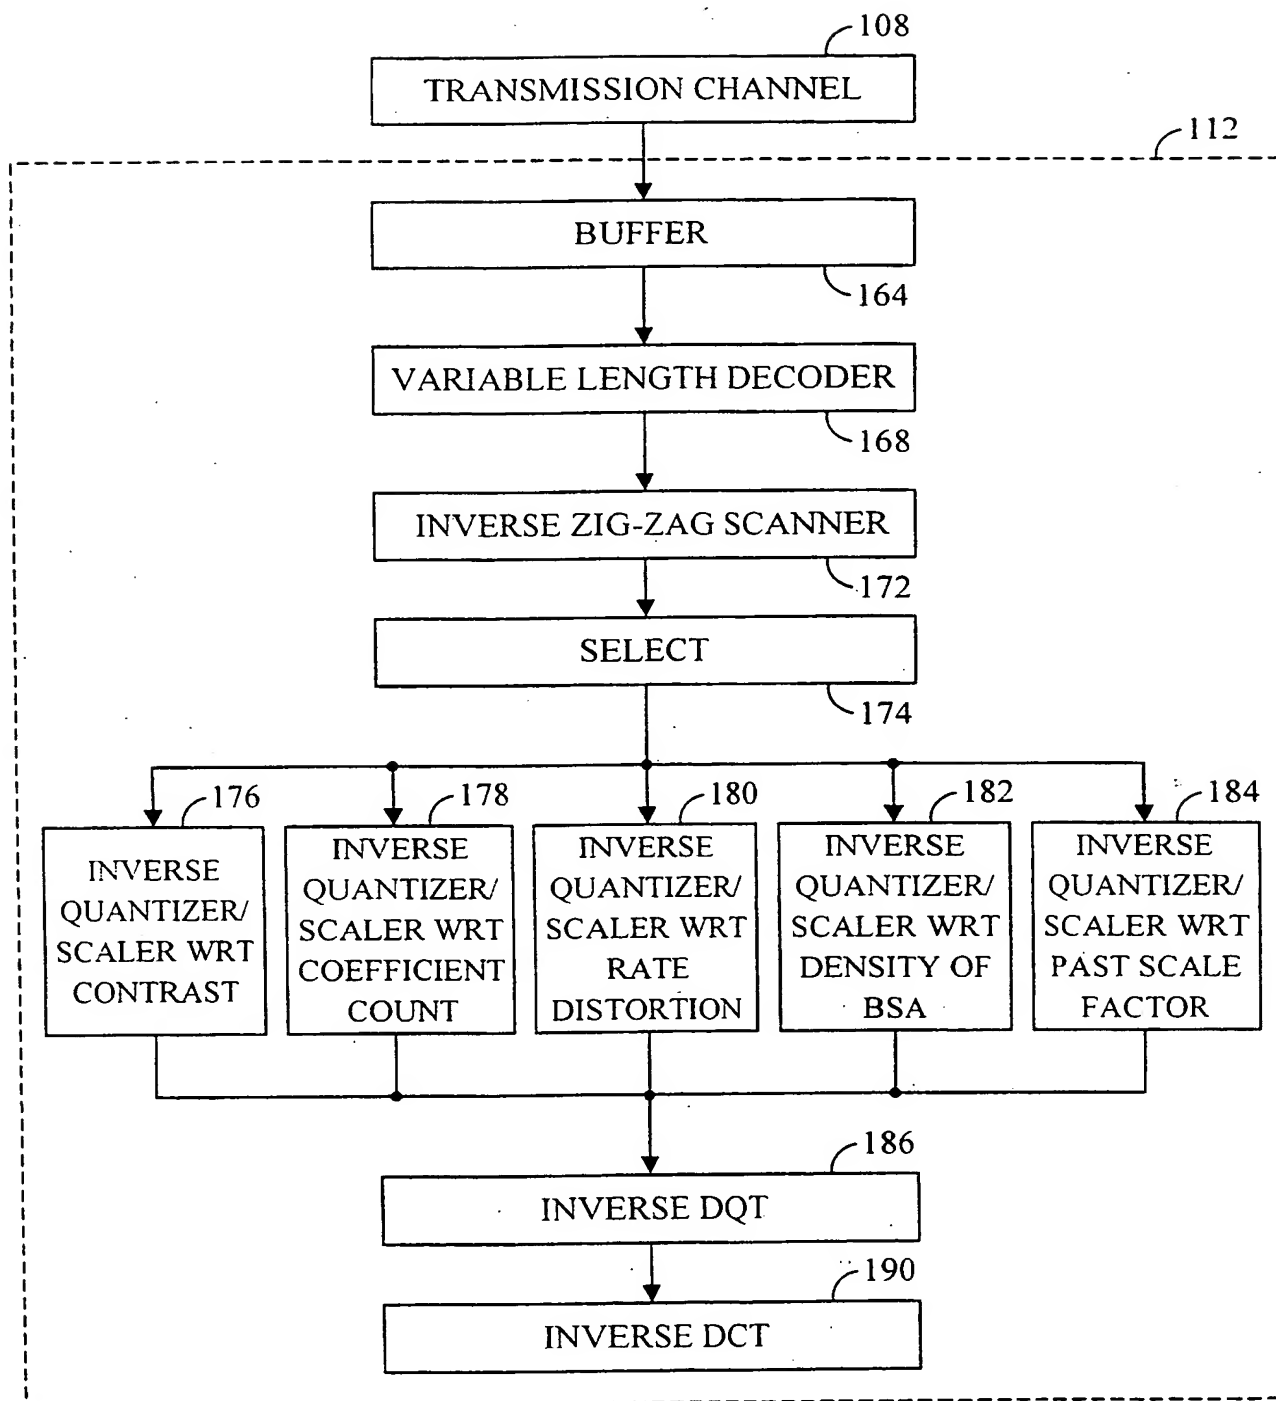 108
TRANSMISSION CHANNEL
112
BUFFER
164
VARIABLE LENGTH DECODER
168
INVERSE ZIG-ZAG SCANNER
172
SELECT
174
176
INVERSE
QUANTIZER/
SCALER WRT
CONTRAST
178
INVERSE
QUANTIZER/
SCALER WRT
COEFFICIENT
COUNT
180
INVERSE
QUANTIZER/
SCALER WRT
RATE
DISTORTION
182
INVERSE
QUANTIZER/
SCALER WRT
DENSITY OF
BSA
184
INVERSE
QUANTIZER/
SCALER WRT
PAST SCALE
FACTOR
186
INVERSE DQT
190
INVERSE DCT